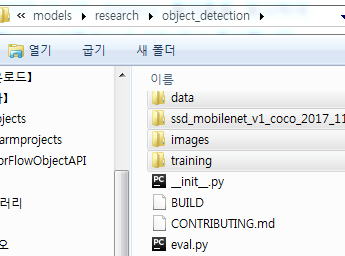 « models ▸ research ▸ object_detection ▸
열기 굽기 새 폴더
운로드】
이름
】
data
ojects
ssd_mobilenet_v1_coco_2017_11
armprojects
images
orFlowObjectAPI
training
__init__.py
러리
BUILD
CONTRIBUTING.md
오
eval.py